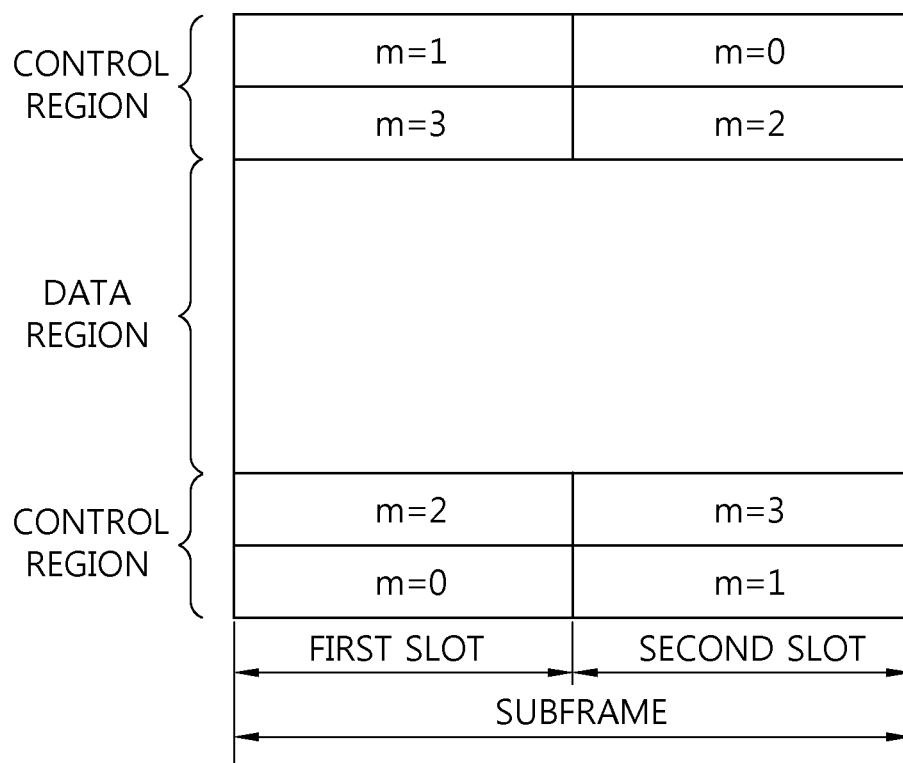 CONTROL
REGION
m=1 m=0
m=3 m=2
DATA
REGION
CONTROL
REGION
m=2 m=3
m=0 m=1
FIRST SLOT SECOND SLOT
SUBFRAME